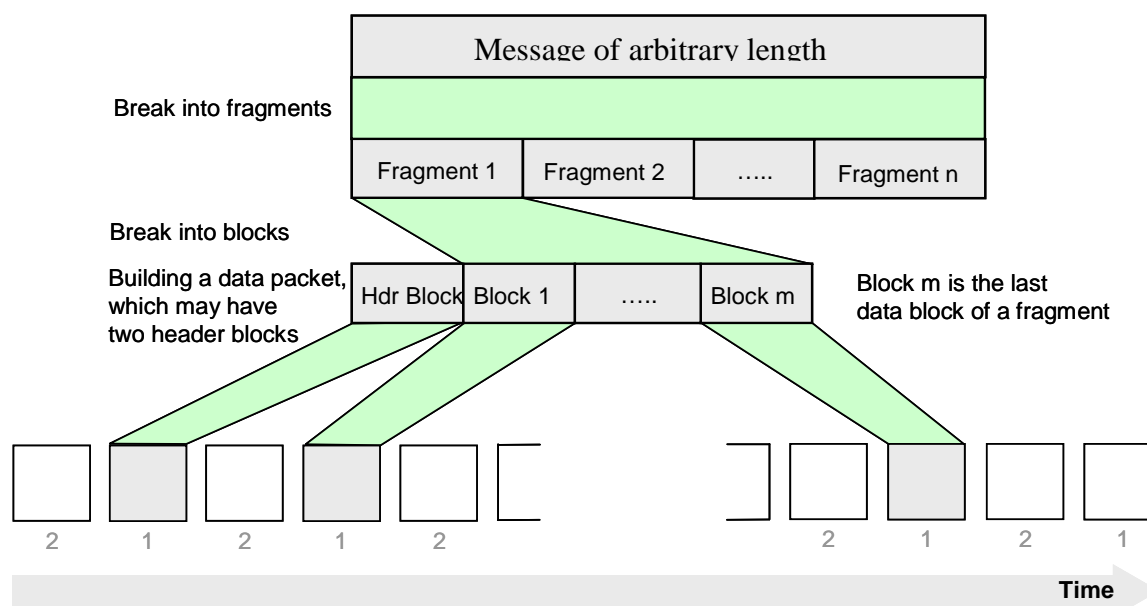 Message of arbitrary length
Break into fragments
Fragment 1 Fragment 2 ..... Fragment n
Break into blocks
Building a data packet,
which may have
two header blocks
Hdr Block Block 1 ..... Block m
Block m is the last
data block of a fragment
2 1 2 1 2 2 1 2 1
Time